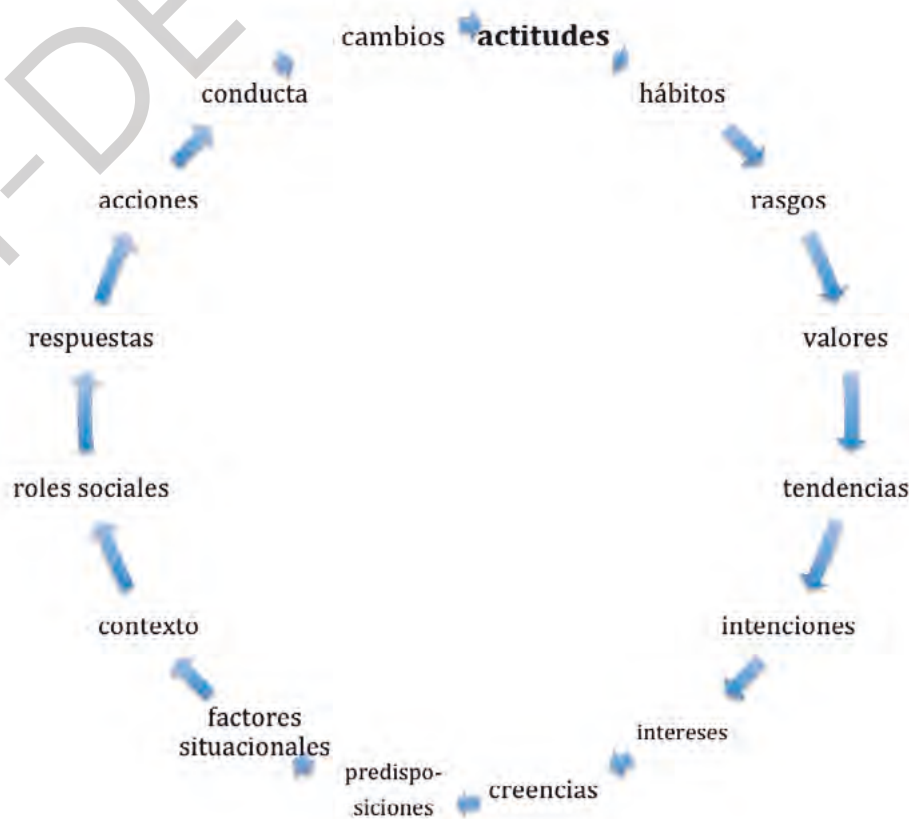 cambios
actitudes
hábitos
rasgos
valores
tendencias
intenciones
intereses
creencias
predispo-
siciones
factores
situacionales
contexto
roles sociales
respuestas
acciones
conducta